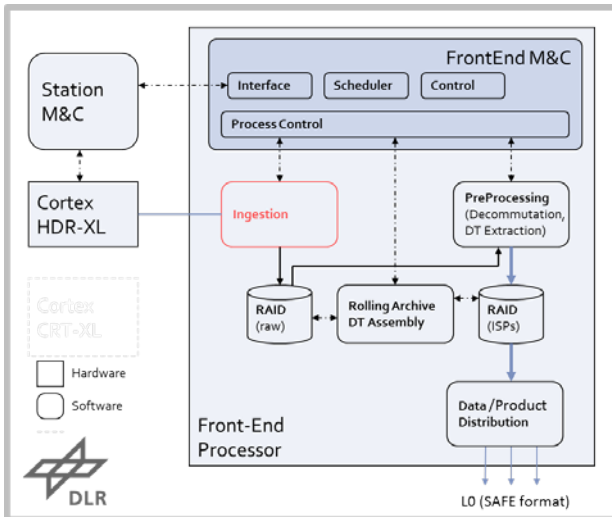 FrontEnd M&C
Station
M&C
Interface
Scheduler
Control
Process Control
Cortex
HDR-XL
Ingestion
PreProcessing
(Decommutation,
DT Extraction)
Cortex
CRT-XL
RAID
(raw)
Rolling Archive
DT Assembly
RAID
(ISPs)
Hardware
Software
Data/Product
Distribution
Front-End
Processor
DLR
L0 (SAFE format)